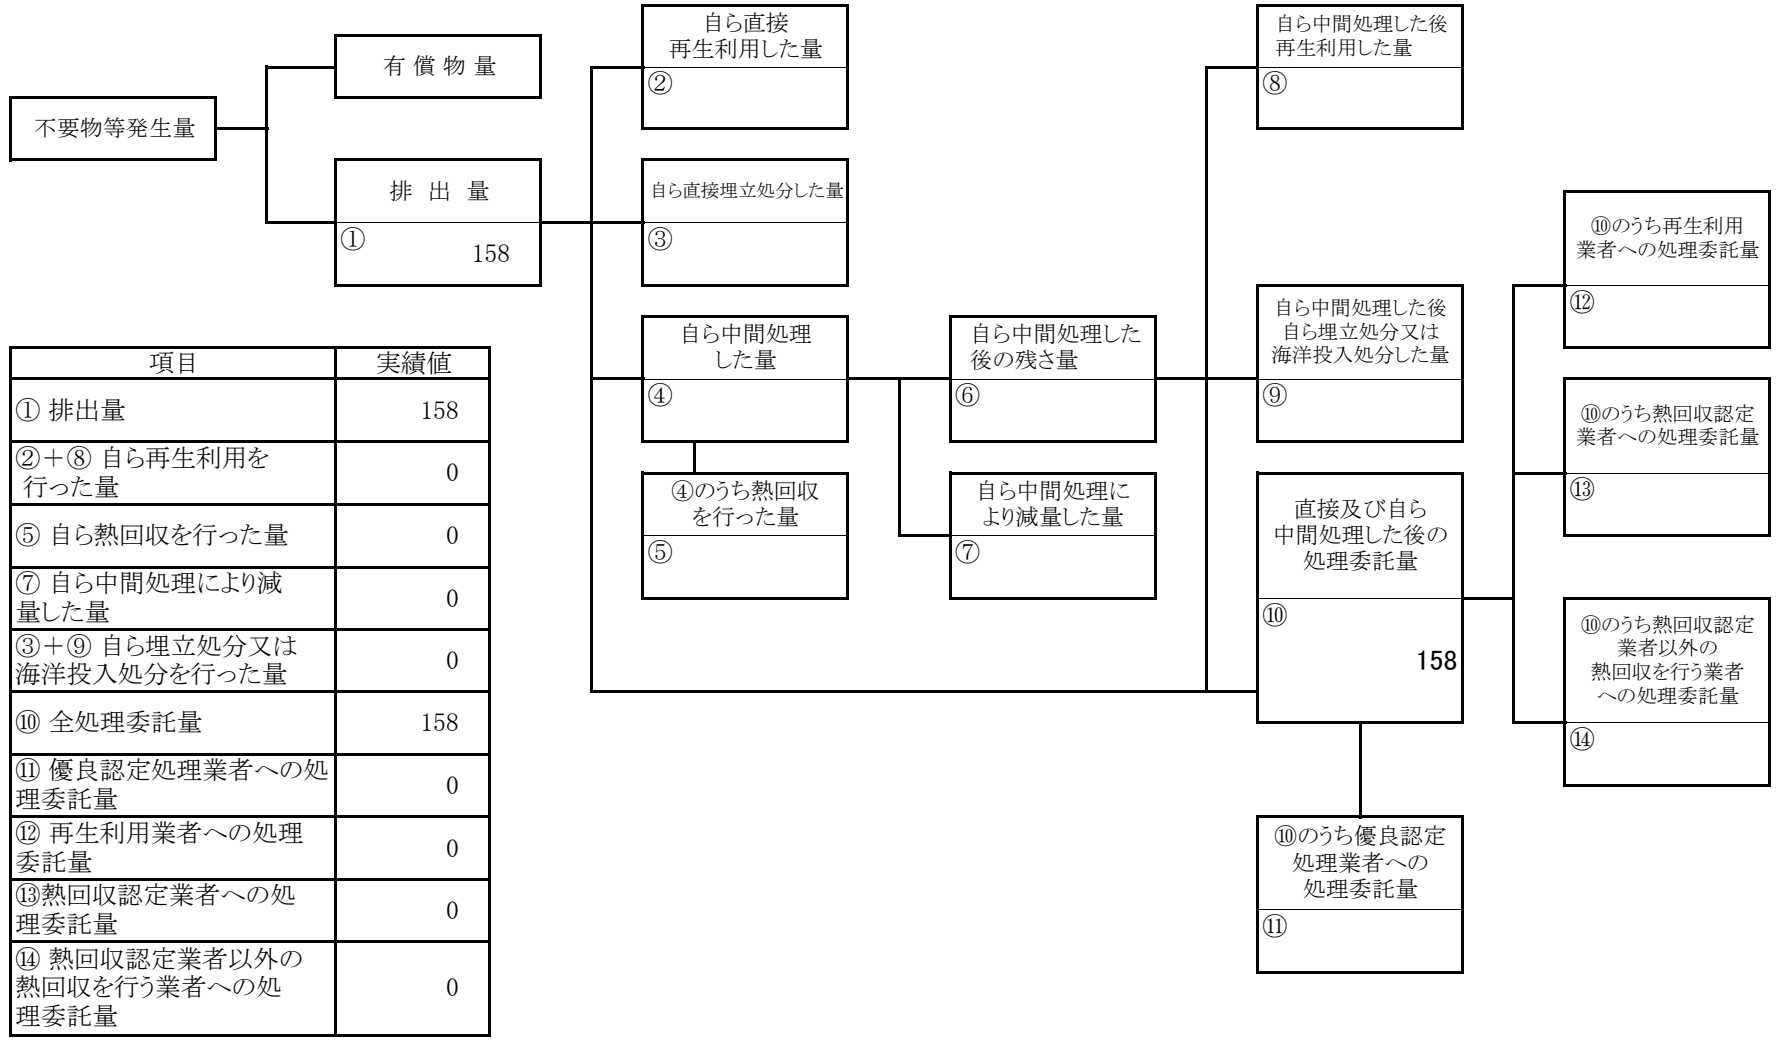 不要物等発生量
有 償 物 量
排 出 量
①
158
自ら直接
再生利用した量
②
自ら直接埋立処分した量
③
自ら中間処理
した量
④
④のうち熱回収
を行った量
⑤
自ら中間処理した
後の残さ量
⑥
自ら中間処理に
より減量した量
⑦
自ら中間処理した後
再生利用した量
⑧
自ら中間処理した後
自ら埋立処分又は
海洋投入処分した量
⑨
直接及び自ら
中間処理した後の
処理委託量
⑩
158
⑩のうち優良認定
処理業者への
処理委託量
⑪
⑩のうち再生利用
業者への処理委託量
⑫
⑩のうち熱回収認定
業者への処理委託量
⑬
⑩のうち熱回収認定
業者以外の
熱回収を行う業者
への処理委託量
⑭
項目 実績値
① 排出量 158
②＋⑧ 自ら再生利用を
行った量 0
⑤ 自ら熱回収を行った量 0
⑦ 自ら中間処理により減
量した量 0
③＋⑨ 自ら埋立処分又は
海洋投入処分を行った量 0
⑩ 全処理委託量 158
⑪ 優良認定処理業者への処
理委託量 0
⑫ 再生利用業者への処理
委託量 0
⑬熱回収認定業者への処
理委託量 0
⑭ 熱回収認定業者以外の
熱回収を行う業者への処
理委託量 0